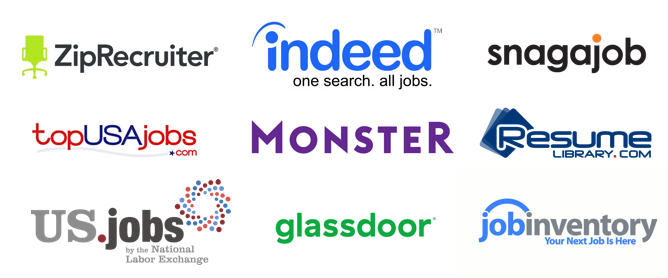 ZipRecruiter®
indeed™
one search. all jobs.
snagajob
topUSAjobs
.com
MONSTER
RESUME
LIBRARY.COM
US.jobs
by the National
Labor Exchange
glassdoor®
jobinventory
Your Next Job Is Here